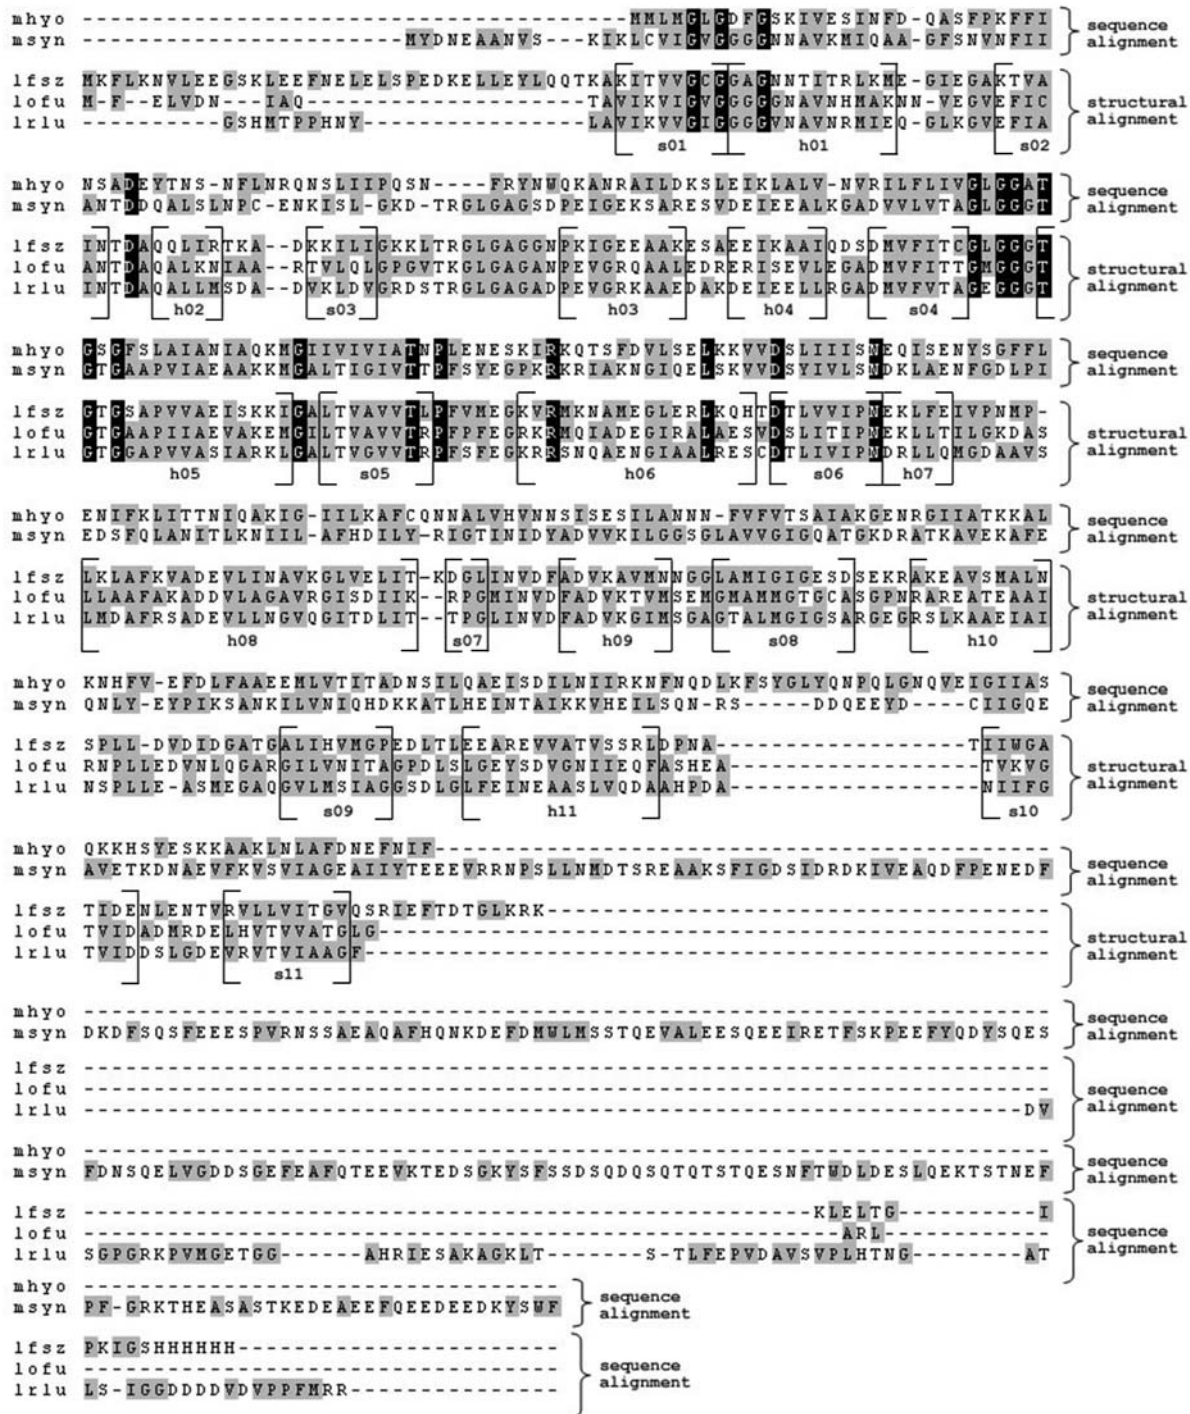 mhyo --------------------------------------MMLMGLGDFGSKIVESINFD-QASFPKFFI sequence
msyn ----------------------MYDNEAANVS---KIKLCVIGVGGGGNNAVKMIQAA-GFSNVNFII alignment
1fsz MKFLKNVLEEGSKLEEFNELELSPEDKELLEYLQQTKAKITVVGCGGAGNNTITRLKME-GIEGAKTVA
1ofu M-F--ELVDN---IAQ--------------------TAVIKVIGVGGGGGNAVNHMAKNN-VEGVEFIC structural
1rlu ----------GSHMTPPHNY----------------LAVIKVVGIGGGGVNAVNRMIEQ-GLKGVEFIA alignment
s01 h01 s02
mhyo NSADEYTNS-NFLNRQNSLIIPQSN----FRYNWQKANRAILDKSLEIKLALV-NVRILFLIVGLGGAT sequence
msyn ANTDDQALSLNPC-ENKISL-GKD-TRGLGAGSDPEIGEKSARESVDEIEEALKGADVVLVTAGLGGGT alignment
1fsz INTDAQQLIRTKA--DKKILIGKKLTRGLGAGGNPKIGEEAAKESAEEIKAAIQDSDMVFITCGLGGGT
1ofu ANTDAQALKNIAA--RTVLQLGPGVTKGLGAGANPEVGRQAALEDRERISEVLEGADMVFITTGMGGGT structural
1rlu INTDAQALLMSDA--DVKLDVGRDSTRGLGAGADPEVGRKAAEDAKDEIEELLRGADMVFVTAGEGGGT alignment
h02 s03 h03 h04 s04
mhyo GSGFSLAIANIAQKMGIIVIVIATNPLENESKIRKQTSFDVLSELKKVVDSLIIISNEQISENYSGFFL sequence
msyn GTGAAPVIAEAAKKMGALTIGIVTTPFSYEGPKRKRIAKNGIQELSKVVDSYIVLSNDKLAENFGDLPI alignment
1fsz GTGSAPVVAEISKKIGALTVAVVTLPFVMEGKVRMKNAMEGLERLKQHTDTLVVIPNEKLFEIVPNMP-
1ofu GTGAAPIIAEVAKEMGILTVAVVTRPFPFEGRKRMQIADEGIRALAESVDSLITIPNEKLLTILGKDAS structural
1rlu GTGGAPVVASIARKLGALTVGVVTRPFSFEGKRRSNQAENGIAALRESCDTLIVIPNDRLLQMGDAAVS alignment
h05 s05 h06 s06 h07
mhyo ENIFKLITTNIQAKIG-IILKAFCQNNALVHVNNSISESILANNN-FVFVTSAIAKGENRGIIATKKAL sequence
msyn EDSFQLANITLKNIIL-AFHDILY-RIGTINIDYADVVKILGGSGLAVVGIGQATGKDRATKAVEKAFE alignment
1fsz LKLAFKVADEVLINAVKGLVELIT-KDGLINVDFADVKAVMNNGGLAMIGIGESDSEKRAKEAVSMALN
1ofu LLAAFAKADDVLAGAVRGISDIIK--RPGMINVDFADVKTVMSEMGMAMMGTGCASGPNRAREATEAAI structural
1rlu LMDAFRSADEVLLNGVQGITDLIT--TPGLINVDFADVKGIMSGAGTALMGIGSARGEGRSLKAAEIAI alignment
h08 s07 h09 s08 h10
mhyo KNHFV-EFDLFAAEEMLVTITADNSILQAEISDILNIIRKNFNQDLKFSYGLYQNPQLGNQVEIGIIAS sequence
msyn QNLY-EYPIKSANKILVNIQHDKKATLHEINTAIKKVHEILSQN-RS------DDQEEYD----CIIGQE alignment
1fsz SPLL-DVDIDGATGALIHVMGPEDLTLEEAREVVATVSSRLDPNA------------------TIIWGA
1ofu RNPLLEDVNLQGARGILVNITAGPDLSLGEYSDVGNIIEQFASHEA------------------TVKVG structural
1rlu NSPLLE-ASMEGAQGVLMSIAGGSDLGLFEINEAASLVQDAAHPDA------------------NIIFG alignment
s09 h11 s10
mhyo QKKHSYESKKAAKLNLAFDNEFNIF-------------------------------------------- sequence
msyn AVETKDNAEVFKVSVIAGEAIIYTEEEVRRNPSLLNMDTSREAAKSFIGDSIDRDKIVEAQDFPENEDF alignment
1fsz TIDENLENTVRVLLVITGVQSRIEFTDTGLKRK------------------------------------
1ofu TVIDADMRDELHVTVVATGLG------------------------------------------------ structural
1rlu TVIDDSLGDEVRVTVIAAGF------------------------------------------------- alignment
s11
mhyo --------------------------------------------------------------------- sequence
msyn DKDFSQSFEEESPVRNSSAEAQAFHQNKDEFDMWLMSSTQEVALEESQEEIRETFSKPEEFYQDYSQES alignment
1fsz ---------------------------------------------------------------------
1ofu --------------------------------------------------------------------- sequence
1rlu -------------------------------------------------------------------DV alignment
mhyo --------------------------------------------------------------------- sequence
msyn FDNSQELVGDDSGEFEAFQTEEVKTEDSGKYSFSSDSQDQSQTQTSTQESNFTWDLDESLQEKTSTNEF alignment
1fsz ----------------------------------------------------KLELTG----------I
1ofu ------------------------------------------------------ARL------------ sequence
1rlu SGPGRKPVMGETGG------AHRIESAKAGKLT-------S-TLFEPVDAVSVPLHTNG--------AT alignment
mhyo ---------------------------------- sequence
msyn PF-GRKTHEASASTKEDEAEEFQEEDEEDKYSWF alignment
1fsz PKIGSHHHHHH-----------------------
1ofu ---------------------------------- sequence
1rlu LS-IGGDDDDVDVPPFMRR--------------- alignment